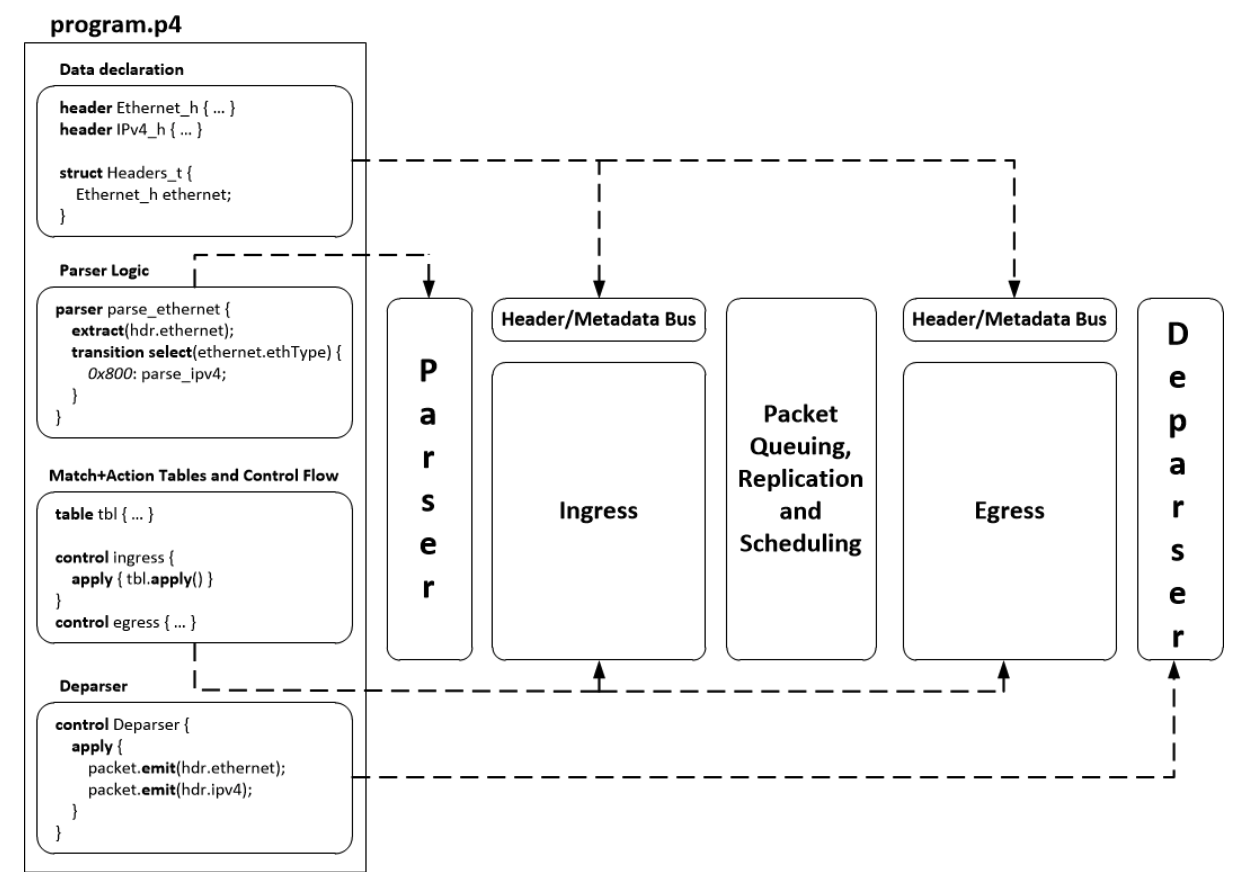 program.p4
Data declaration
header Ethernet_h { ... }
header IPv4_h { ... }
struct Headers_t {
Ethernet_h ethernet;
}
Parser Logic
parser parse_ethernet {
extract(hdr.ethernet);
transition select(ethernet.ethType) {
0x800: parse_ipv4;
}
}
Match+Action Tables and Control Flow
table tbl { ... }
control ingress {
apply { tbl.apply() }
}
control egress { ... }
Deparser
control Deparser {
apply {
packet.emit(hdr.ethernet);
packet.emit(hdr.ipv4);
}
}
Parser
Header/Metadata Bus
Ingress
Packet
Queuing,
Replication
and
Scheduling
Header/Metadata Bus
Egress
Deparser